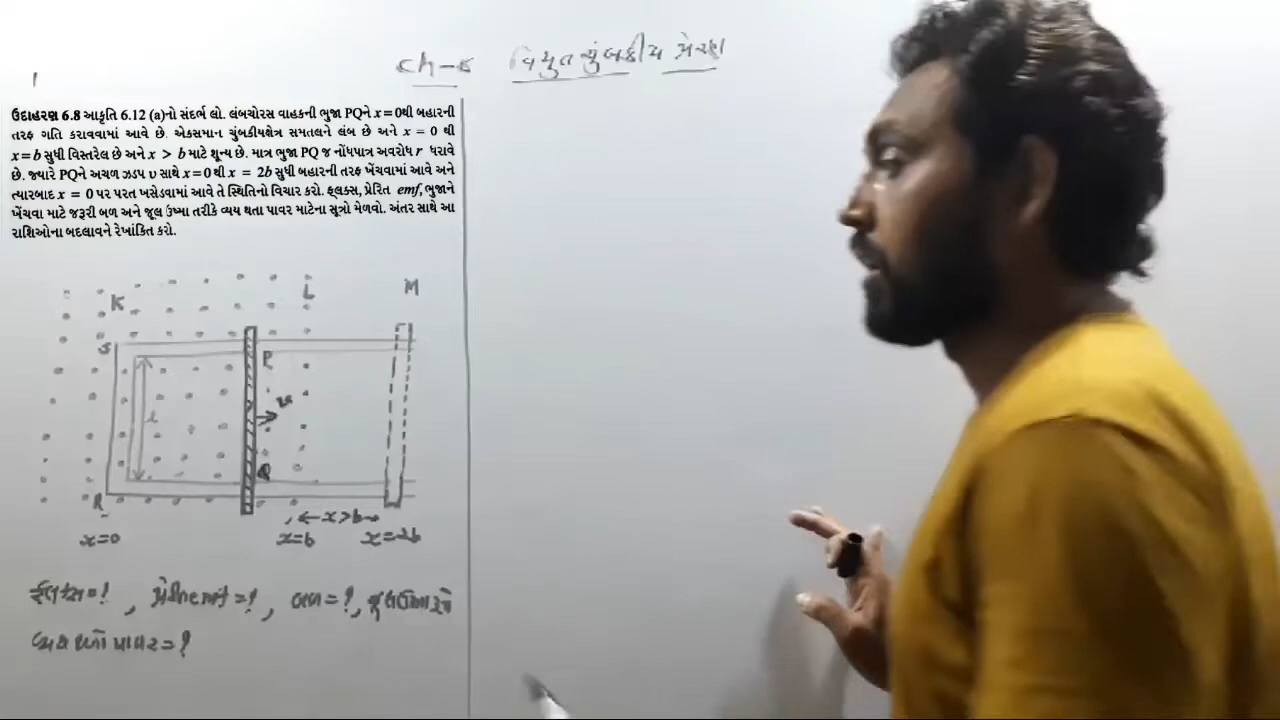 ch-6 વિદ્યુતચુંબકીય પ્રેરણ
ઉદાહરણ 6.8 આકૃતિ 6.12 (a)નો સંદર્ભ લો. લંબચોરસ વાહકની ભુજા PQને x = 0થી બહારની
તરફ ગતિ કરાવવામાં આવે છે. એકસમાન ચુંબકીયક્ષેત્ર સમતલને લંબ છે અને x = 0 થી
x = b સુધી વિસ્તરેલ છે અને x > b માટે શૂન્ય છે. માત્ર ભુજા PQ જ નોંધપાત્ર અવરોધ r ધરાવે
છે. જ્યારે PQને અચળ ઝડપ υ સાથે x = 0થી x = 2b સુધી બહારની તરફ ખેંચવામાં આવે અને
ત્યારબાદ x = 0 પર પરત ખસેડવામાં આવે તે સ્થિતિનો વિચાર કરો. ફ્લક્સ, પ્રેરિત emf, ભુજાને
ખેંચવા માટે જરૂરી બળ અને જૂલ ઉષ્મા તરીકે વ્યય થતા પાવર માટેના સૂત્રો મેળવો. અંતર સાથે આ
રાશિઓના બદલાવને રેખાંકિત કરો.
K L M
S P
l
Q
R
x>b
x=0 x=b x=2b
ફ્લક્સ=?, =?, બળ=?,
વ્યય થતો પાવર=?